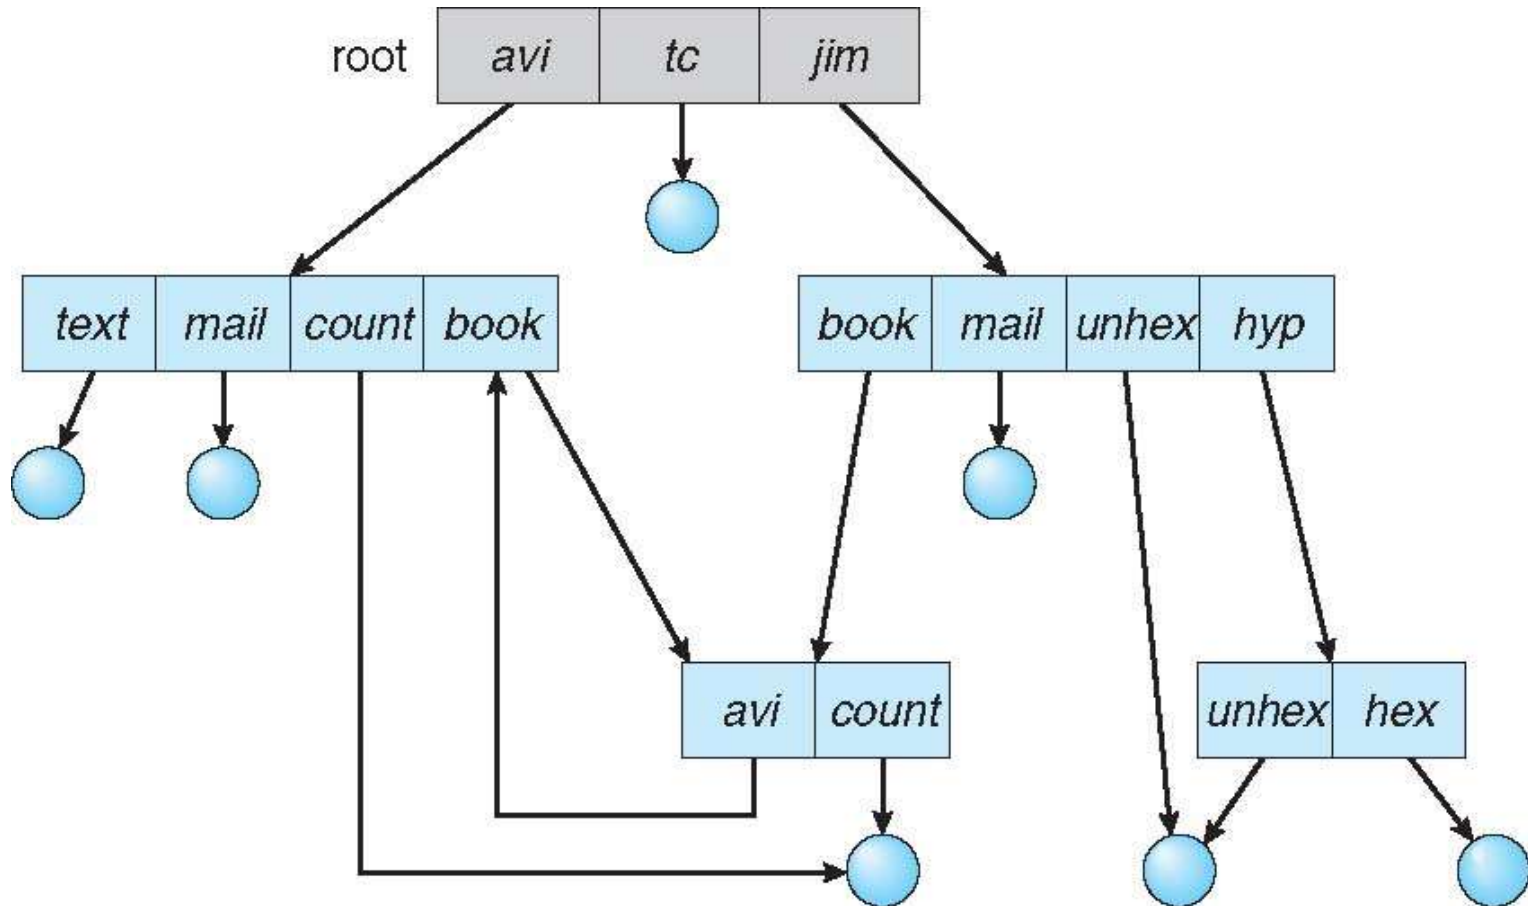 root avi tc jim
text mail count book book mail unhex hyp
avi count unhex hex